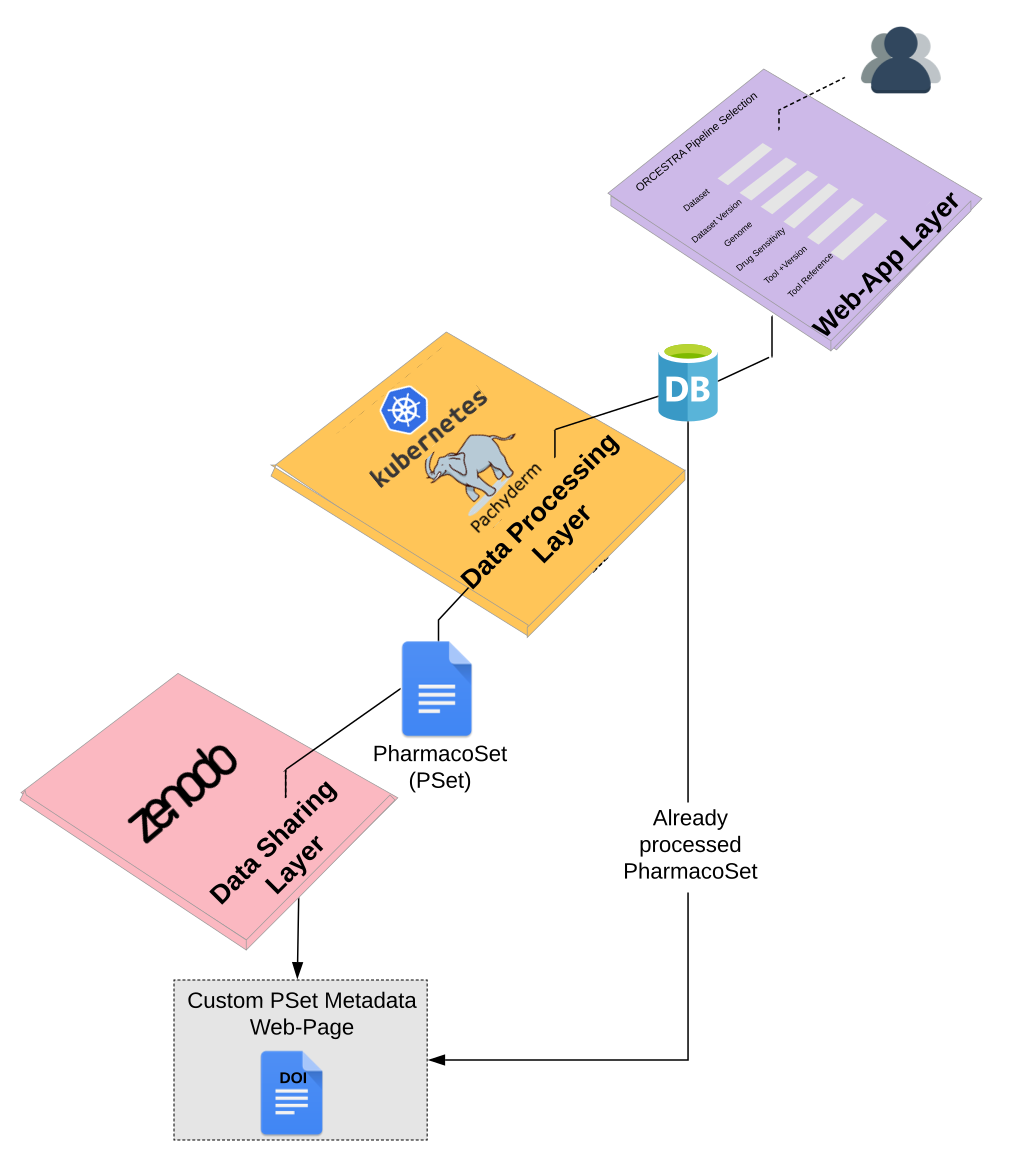 ORCESTRA Pipeline Selection
Dataset
Dataset Version
Genome
Drug Sensitivity
Tool +Version
Tool Reference
Web-App Layer
DB
kubernetes
Pachyderm
Data Processing
Layer
PharmacoSet
(PSet)
zenodo
Data Sharing
Layer
Already
processed
PharmacoSet
Custom PSet Metadata
Web-Page
DOI